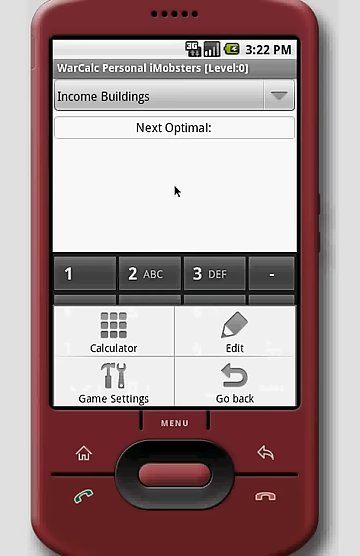 3G
3:22 PM
WarCalc Personal iMobsters [Level:0]
Income Buildings
Next Optimal:
1 2 ABC 3 DEF -
Calculator Edit
Game Settings Go back
MENU